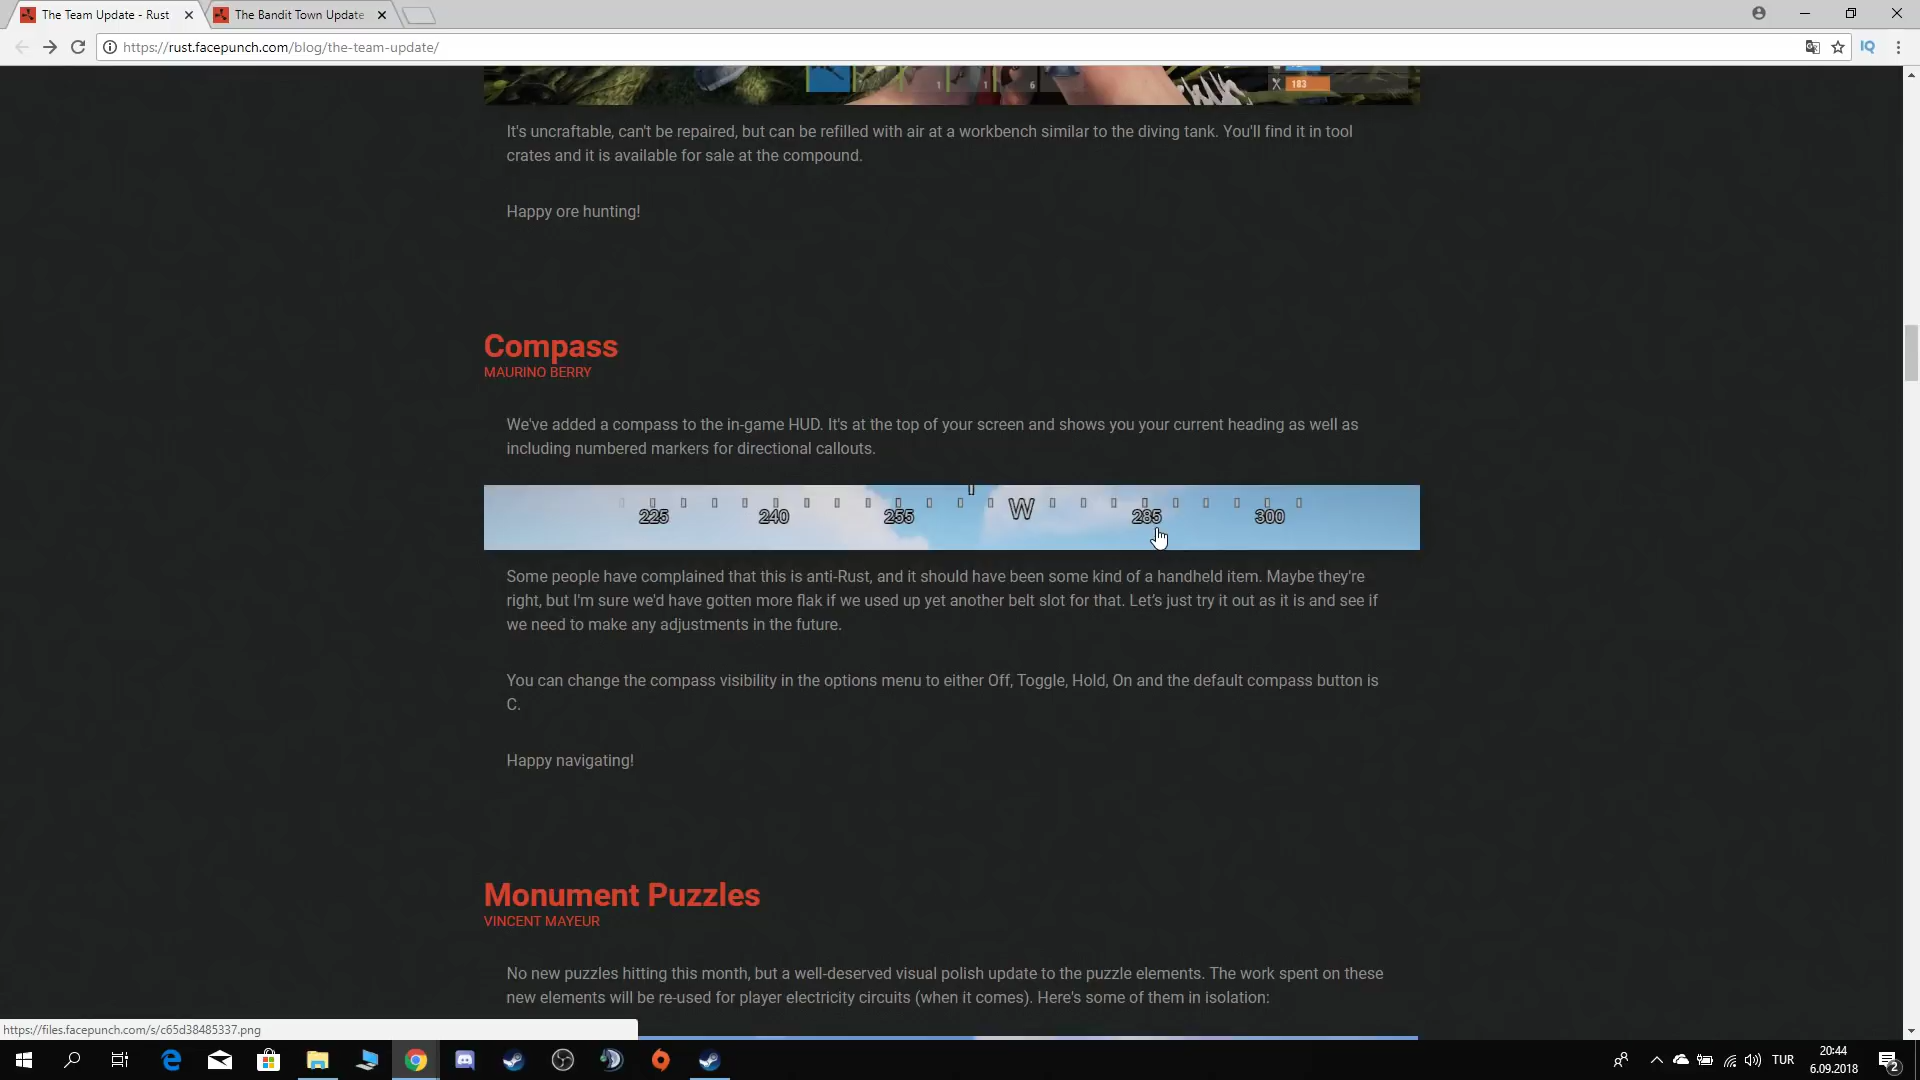 The Team Update - Rust
The Bandit Town Update
https://rust.facepunch.com/blog/the-team-update/
IQ
1 1 6
183
It's uncraftable, can't be repaired, but can be refilled with air at a workbench similar to the diving tank. You'll find it in tool
crates and it is available for sale at the compound.
Happy ore hunting!
Compass
MAURINO BERRY
We've added a compass to the in-game HUD. It's at the top of your screen and shows you your current heading as well as
including numbered markers for directional callouts.
225 240 255 W 285 300
Some people have complained that this is anti-Rust, and it should have been some kind of a handheld item. Maybe they're
right, but I'm sure we'd have gotten more flak if we used up yet another belt slot for that. Let's just try it out as it is and see if
we need to make any adjustments in the future.
You can change the compass visibility in the options menu to either Off, Toggle, Hold, On and the default compass button is
C.
Happy navigating!
Monument Puzzles
VINCENT MAYEUR
No new puzzles hitting this month, but a well-deserved visual polish update to the puzzle elements. The work spent on these
new elements will be re-used for player electricity circuits (when it comes). Here's some of them in isolation:
https://files.facepunch.com/s/c65d38485337.png
TUR
20:44
6.09.2018
2